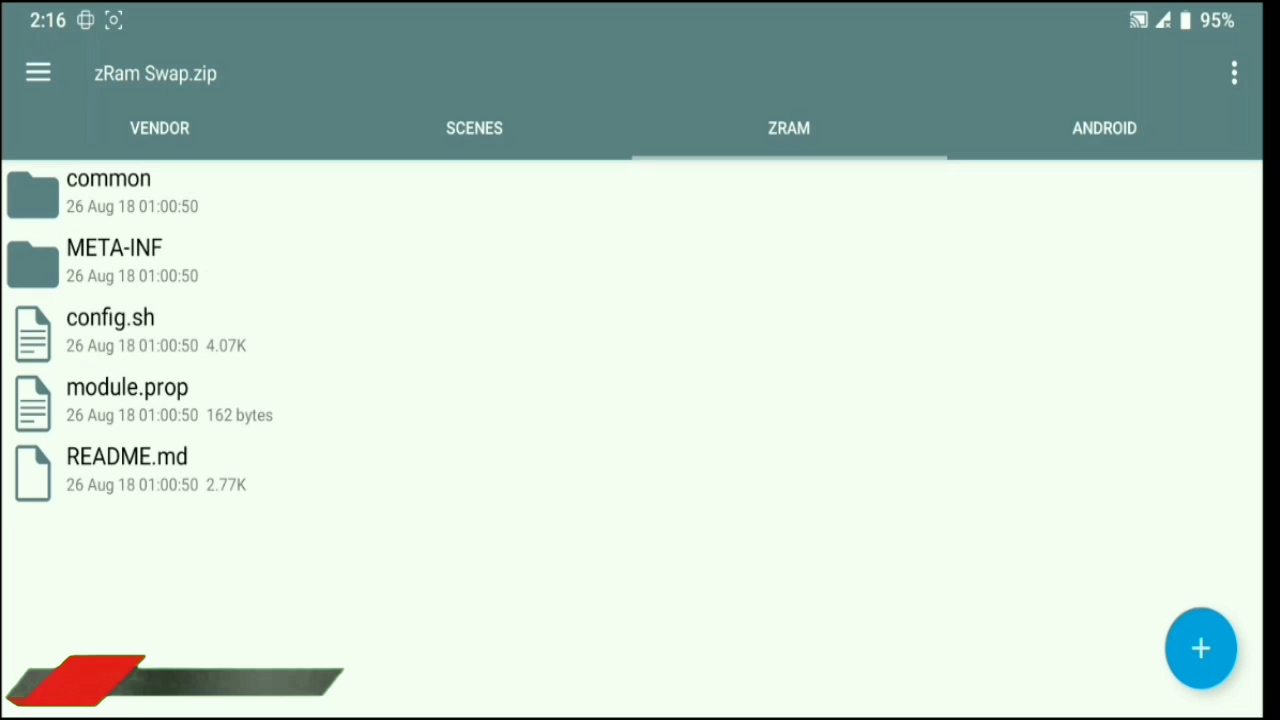 2:16 95%
zRam Swap.zip
VENDOR SCENES ZRAM ANDROID
common
26 Aug 18 01:00:50
META-INF
26 Aug 18 01:00:50
config.sh
26 Aug 18 01:00:50 4.07K
module.prop
26 Aug 18 01:00:50 162 bytes
README.md
26 Aug 18 01:00:50 2.77K